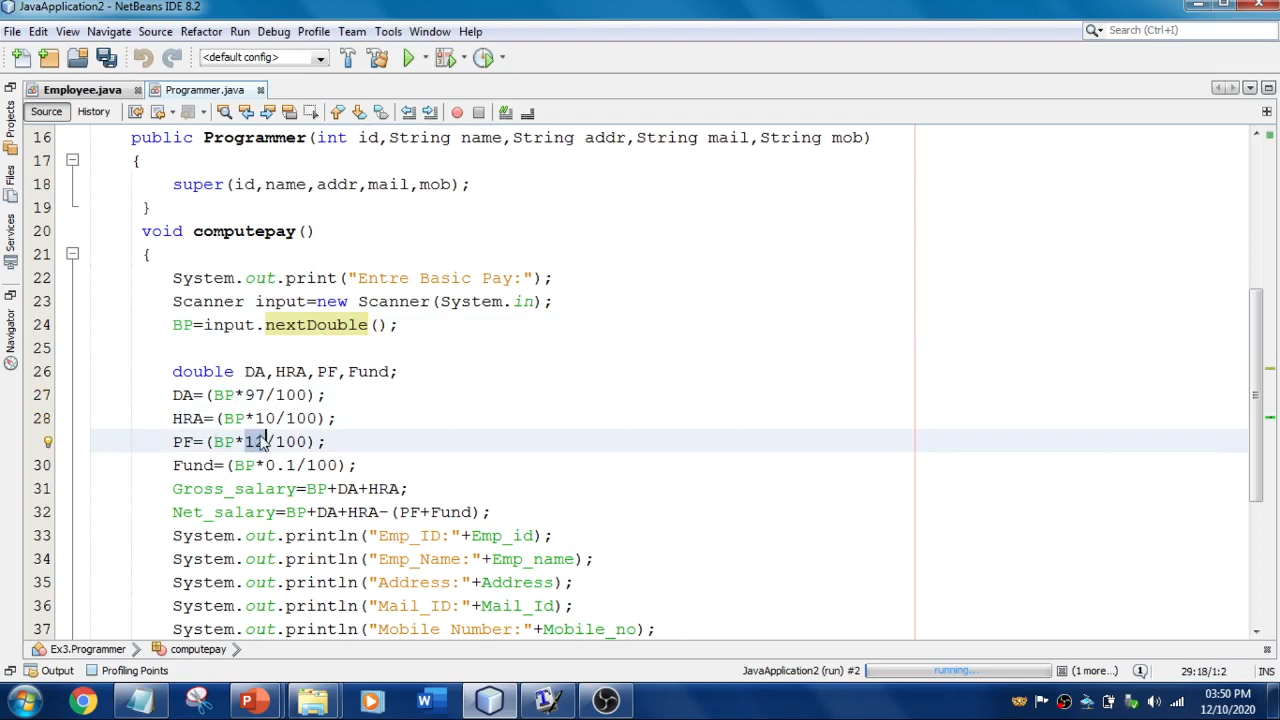 JavaApplication2 - NetBeans IDE 8.2
File Edit View Navigate Source Refactor Run Debug Profile Team Tools Window Help
Search (Ctrl+I)
<default config>
Employee.java
Programmer.java
Source History
Projects
Files
Services
Navigator
16 public Programmer(int id,String name,String addr,String mail,String mob)
17 {
18 super(id,name,addr,mail,mob);
19 }
20 void computepay()
21 {
22 System.out.print("Entre Basic Pay:");
23 Scanner input=new Scanner(System.in);
24 BP=input.nextDouble();
25
26 double DA,HRA,PF,Fund;
27 DA=(BP*97/100);
28 HRA=(BP*10/100);
PF=(BP*12/100);
30 Fund=(BP*0.1/100);
31 Gross_salary=BP+DA+HRA;
32 Net_salary=BP+DA+HRA-(PF+Fund);
33 System.out.println("Emp_ID:"+Emp_id);
34 System.out.println("Emp_Name:"+Emp_name);
35 System.out.println("Address:"+Address);
36 System.out.println("Mail_ID:"+Mail_Id);
37 System.out.println("Mobile Number:"+Mobile_no);
Ex3.Programmer computepay
Output Profiling Points JavaApplication2 (run) #2 running... (1 more...) 29:18/1:2 INS
03:50 PM
12/10/2020